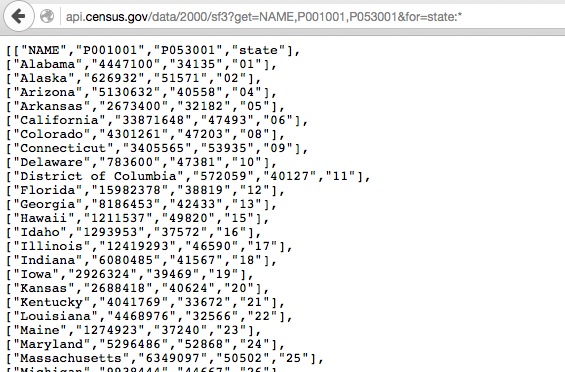 api.census.gov/data/2000/sf3?get=NAME,P001001,P053001&for=state:*
[["NAME","P001001","P053001","state"],
["Alabama","4447100","34135","01"],
["Alaska","626932","51571","02"],
["Arizona","5130632","40558","04"],
["Arkansas","2673400","32182","05"],
["California","33871648","47493","06"],
["Colorado","4301261","47203","08"],
["Connecticut","3405565","53935","09"],
["Delaware","783600","47381","10"],
["District of Columbia","572059","40127","11"],
["Florida","15982378","38819","12"],
["Georgia","8186453","42433","13"],
["Hawaii","1211537","49820","15"],
["Idaho","1293953","37572","16"],
["Illinois","12419293","46590","17"],
["Indiana","6080485","41567","18"],
["Iowa","2926324","39469","19"],
["Kansas","2688418","40624","20"],
["Kentucky","4041769","33672","21"],
["Louisiana","4468976","32566","22"],
["Maine","1274923","37240","23"],
["Maryland","5296486","52868","24"],
["Massachusetts","6349097","50502","25"],
["Michigan","9938444","44667","26"],